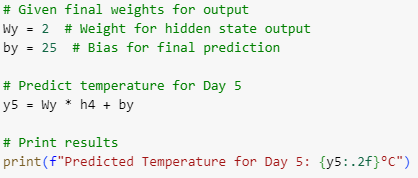 # Given final weights for output
Wy = 2  # Weight for hidden state output
by = 25  # Bias for final prediction
# Predict temperature for Day 5
y5 = Wy * h4 + by
# Print results
print(f"Predicted Temperature for Day 5: {y5:.2f}°C")